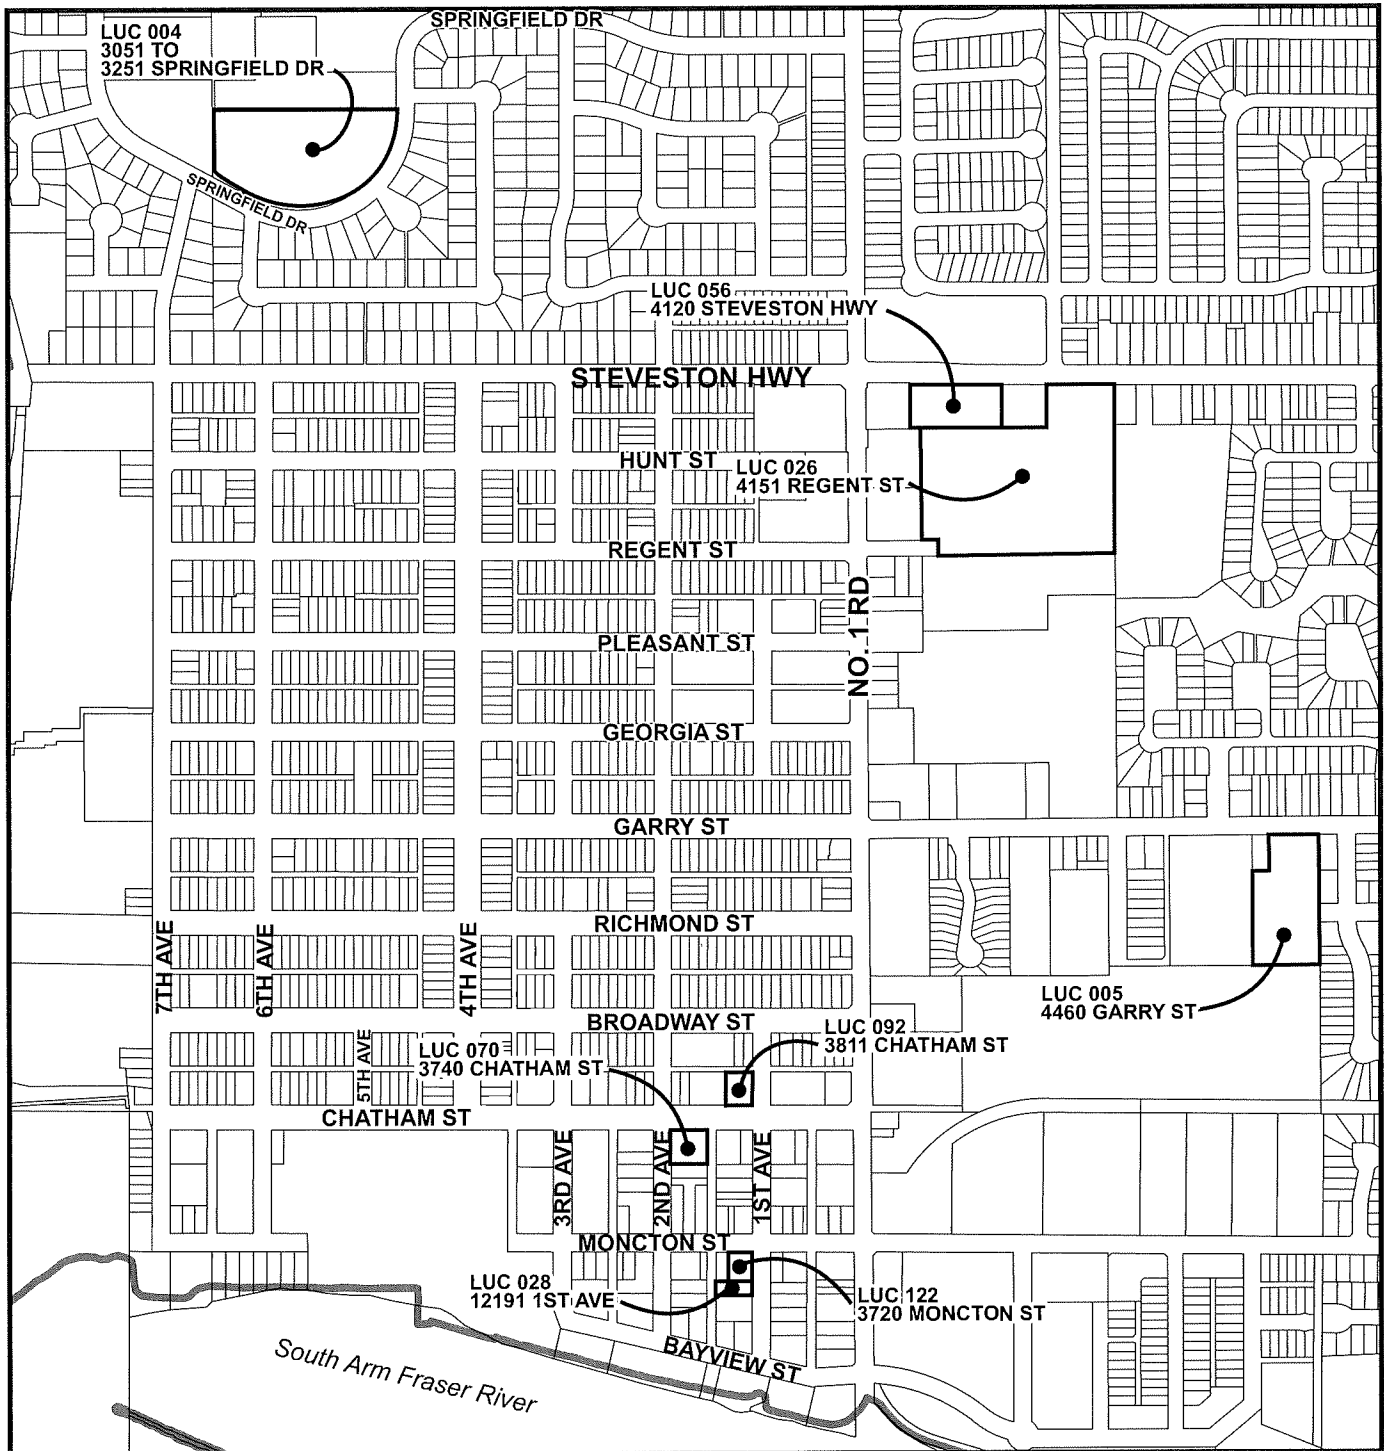 SPRINGFIELD DR
LUC 004
3051 TO
3251 SPRINGFIELD DR
SPRINGFIELD DR
LUC 056
4120 STEVESTON HWY
STEVESTON HWY
HUNT ST
LUC 026
4151 REGENT ST
REGENT ST
NO. 1 RD
PLEASANT ST
GEORGIA ST
GARRY ST
RICHMOND ST
7TH AVE
6TH AVE
4TH AVE
LUC 005
4460 GARRY ST
BROADWAY ST
LUC 092
3811 CHATHAM ST
5TH AVE
LUC 070
3740 CHATHAM ST
CHATHAM ST
3RD AVE
2ND AVE
1ST AVE
MONCTON ST
LUC 028
12191 1ST AVE
LUC 122
3720 MONCTON ST
BAYVIEW ST
South Arm Fraser River